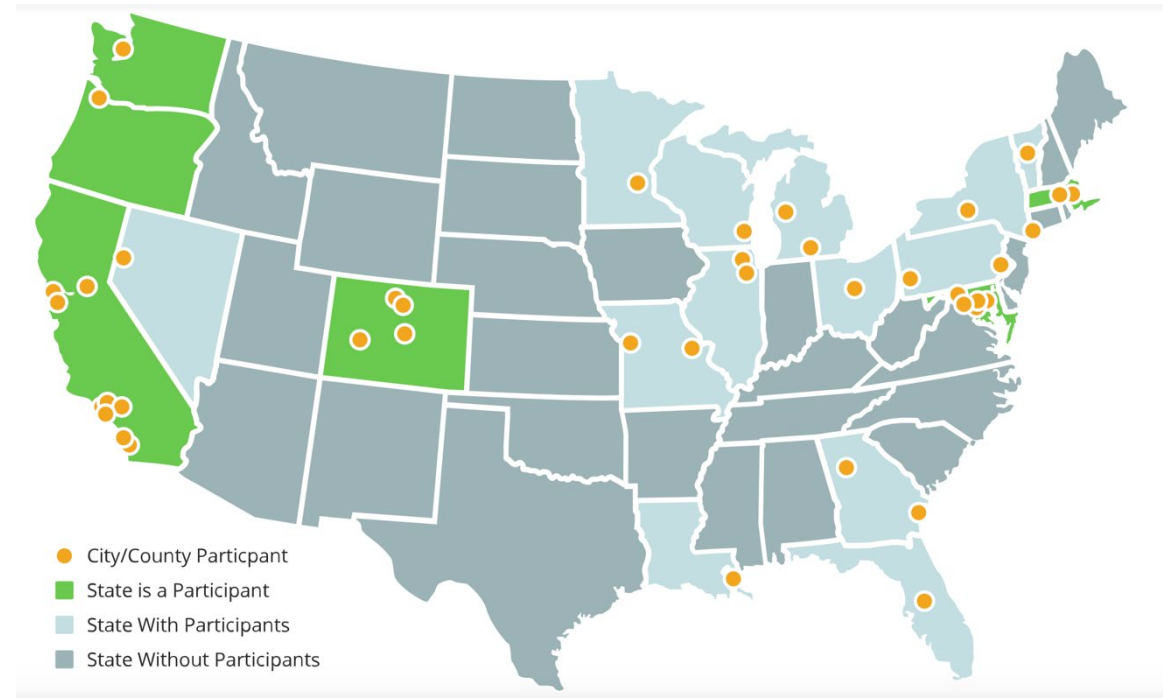 City/County Particpant
State is a Participant
State With Participants
State Without Participants